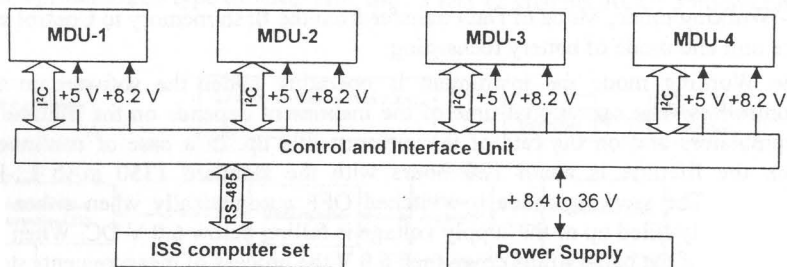 MDU-1 MDU-2 MDU-3 MDU-4
I²C +5 V +8.2 V I²C +5 V +8.2 V I²C +5 V +8.2 V I²C +5 V +8.2 V
Control and Interface Unit
RS-485
+ 8.4 to 36 V
ISS computer set Power Supply